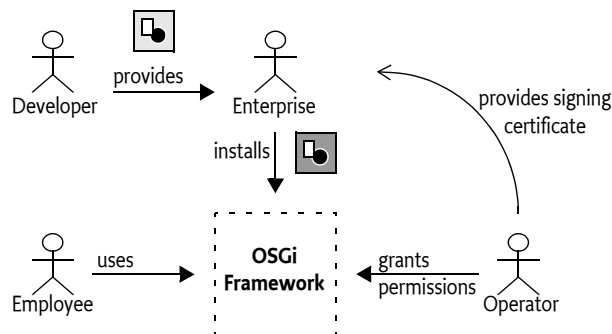 provides
Developer
Enterprise
provides signing
certificate
installs
OSGi
Framework
uses
grants
permissions
Employee
Operator